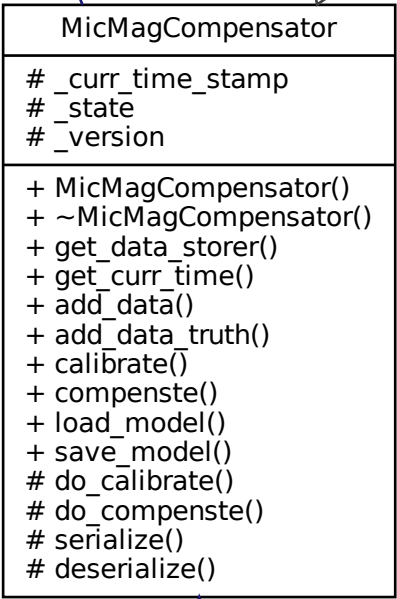 MicMagCompensator
# _curr_time_stamp
# _state
# _version
+ MicMagCompensator()
+ ~MicMagCompensator()
+ get_data_storer()
+ get_curr_time()
+ add_data()
+ add_data_truth()
+ calibrate()
+ compenste()
+ load_model()
+ save_model()
# do_calibrate()
# do_compenste()
# serialize()
# deserialize()